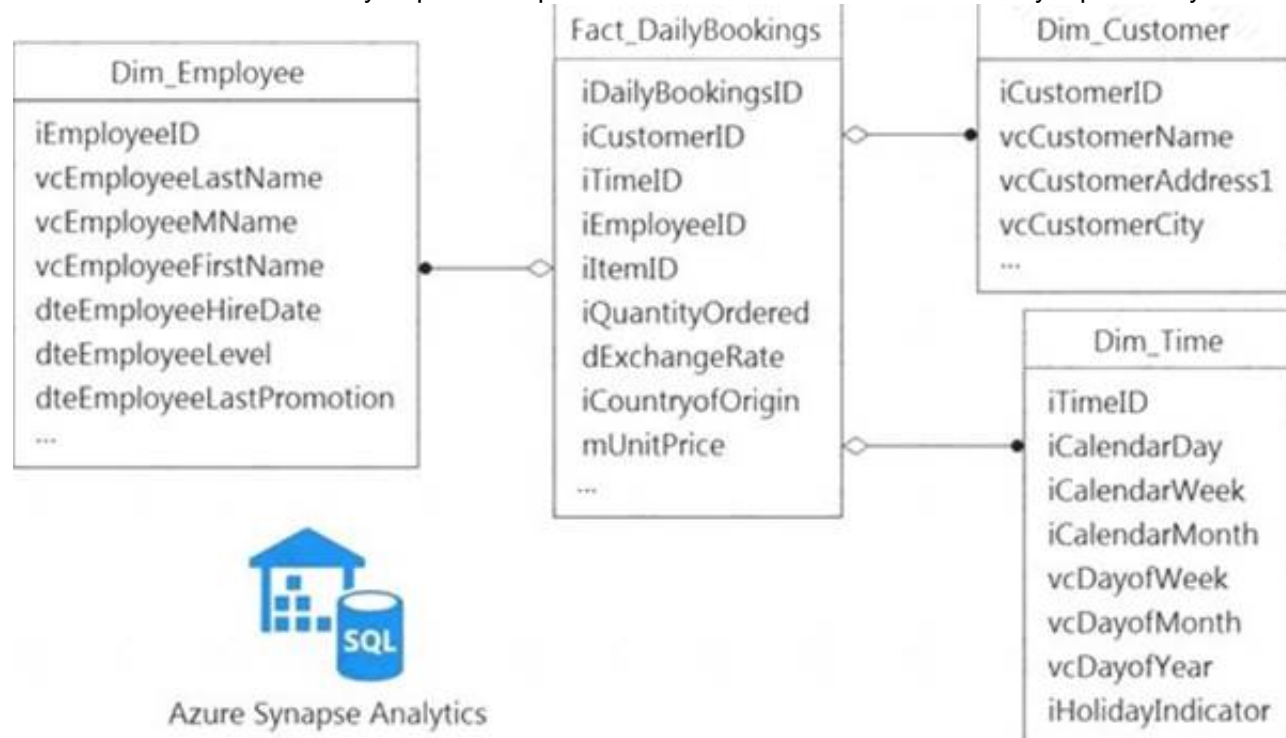 Dim_Employee
iEmployeeID
vcEmployeeLastName
vcEmployeeMName
vcEmployeeFirstName
dteEmployeeHireDate
dteEmployeeLevel
dteEmployeeLastPromotion
...
Fact_DailyBookings
iDailyBookingsID
iCustomerID
iTimeID
iEmployeeID
iItemID
iQuantityOrdered
dExchangeRate
iCountryofOrigin
mUnitPrice
...
Dim_Customer
iCustomerID
vcCustomerName
vcCustomerAddress1
vcCustomerCity
...
Dim_Time
iTimeID
iCalendarDay
iCalendarWeek
iCalendarMonth
vcDayofWeek
vcDayofMonth
vcDayofYear
iHolidayIndicator
SQL
Azure Synapse Analytics